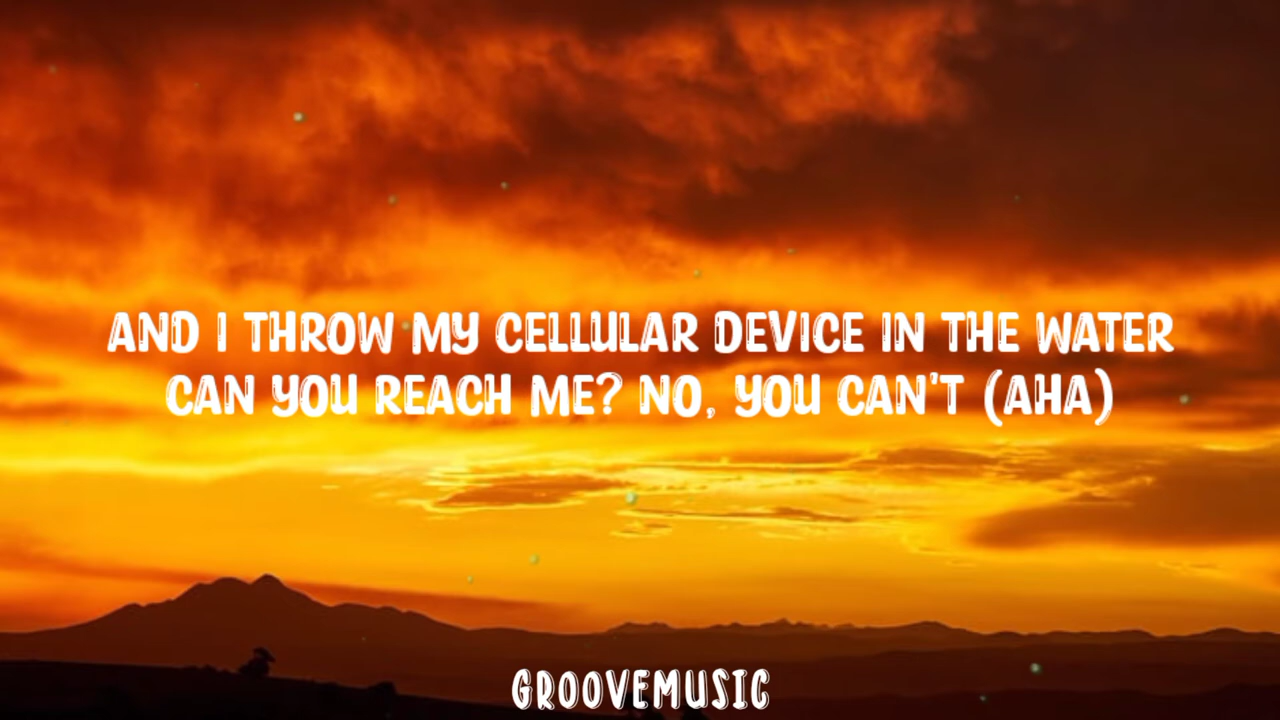 AND I THROW MY CELLULAR DEVICE IN THE WATER
CAN YOU REACH ME? NO, YOU CAN'T (AHA)
GROOVEMUSIC